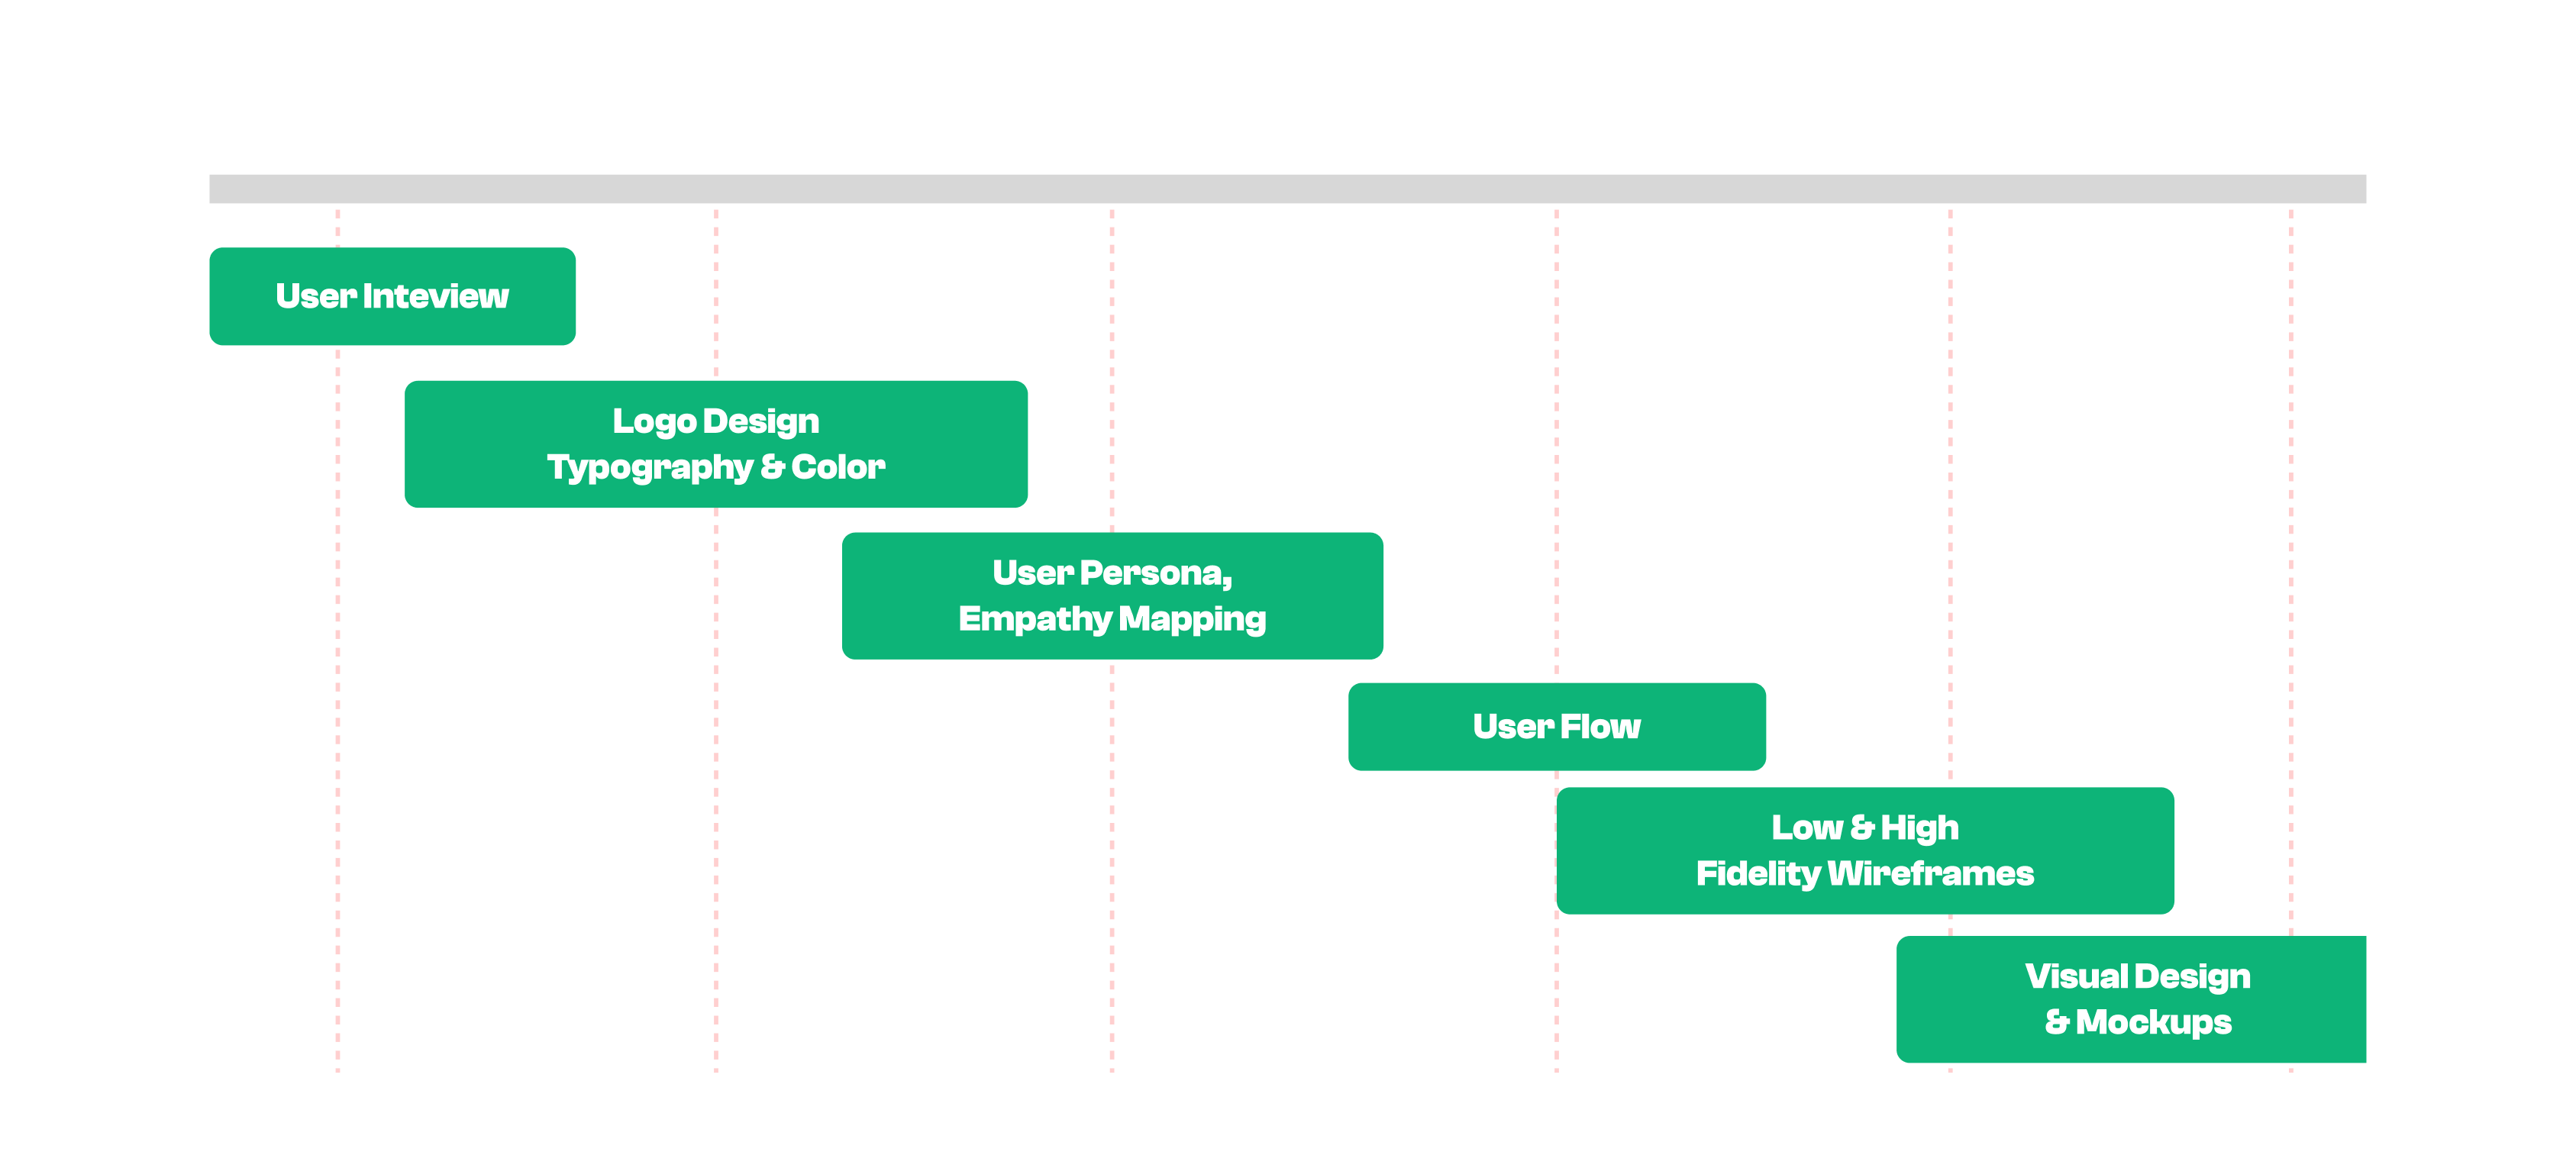 User Inteview
Logo Design
Typography & Color
User Persona,
Empathy Mapping
User Flow
Low & High
Fidelity Wireframes
Visual Design
& Mockups